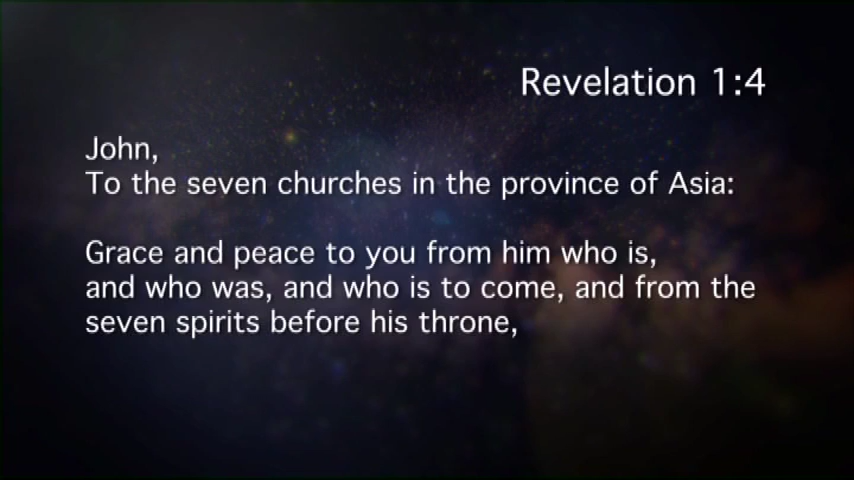 Revelation 1:4
John,
To the seven churches in the province of Asia:
Grace and peace to you from him who is,
and who was, and who is to come, and from the
seven spirits before his throne,